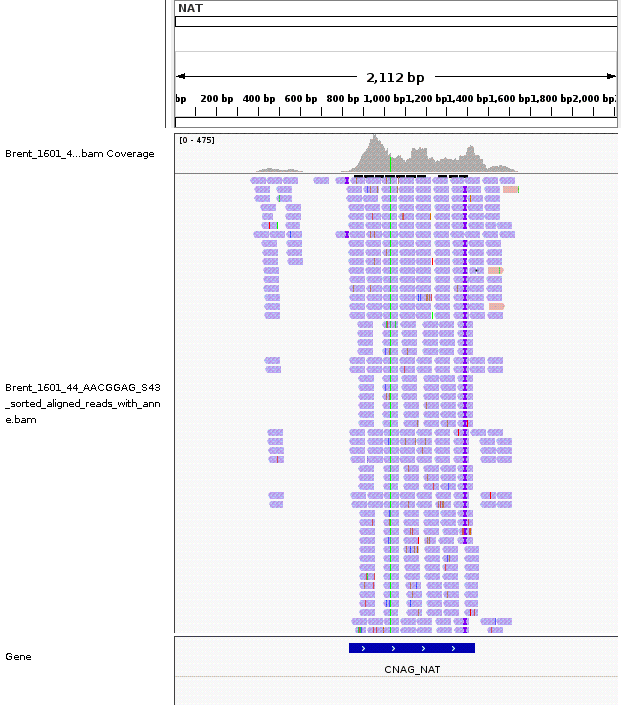 NAT
2,112 bp
bp 200 bp 400 bp 600 bp 800 bp 1,000 bp 1,200 bp 1,400 bp 1,600 bp 1,800 bp 2,000 bp
[0 - 475]
Brent_1601_4...bam Coverage
Brent_1601_44_AACGGAG_S43
_sorted_aligned_reads_with_ann
e.bam
Gene
CNAG_NAT